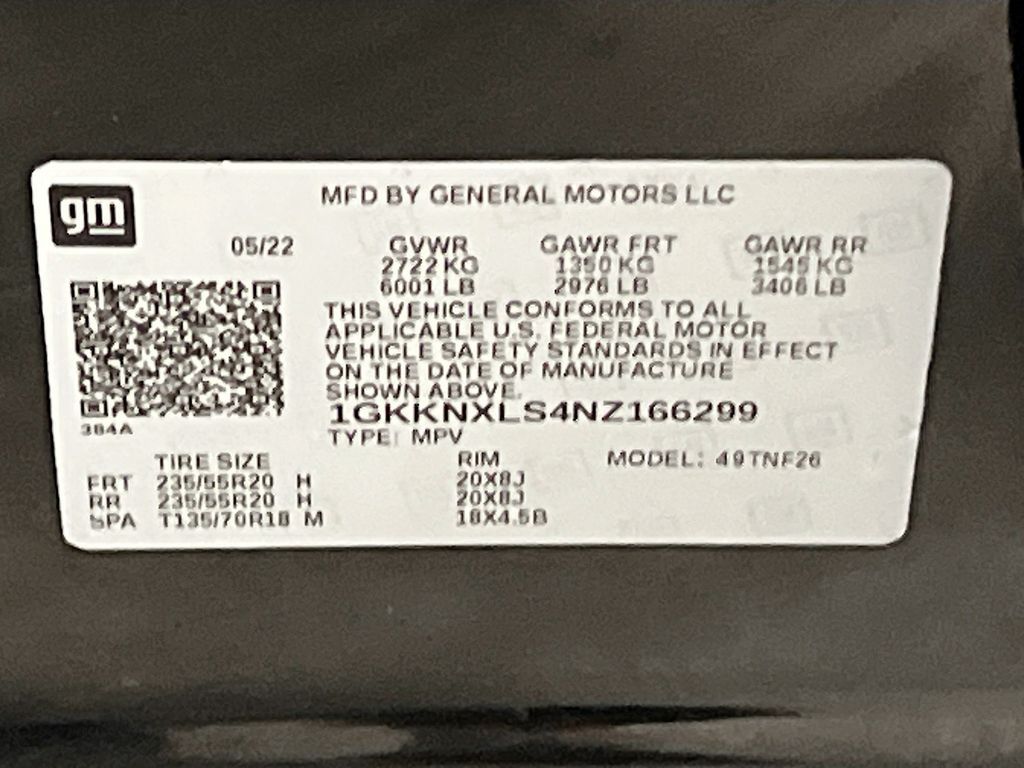 gm
MFD BY GENERAL MOTORS LLC
05/22 GVWR GAWR FRT GAWR RR
2722 KG 1350 KG 1545 KG
6001 LB 2976 LB 3406 LB
THIS VEHICLE CONFORMS TO ALL
APPLICABLE U.S. FEDERAL MOTOR
VEHICLE SAFETY STANDARDS IN EFFECT
ON THE DATE OF MANUFACTURE
SHOWN ABOVE.
1GKKNXLS4NZ166299
384A
TYPE: MPV
TIRE SIZE RIM MODEL: 49TNF26
FRT 235/55R20 H 20X8J
RR 235/55R20 H 20X8J
SPA T135/70R18 M 18X4.5B